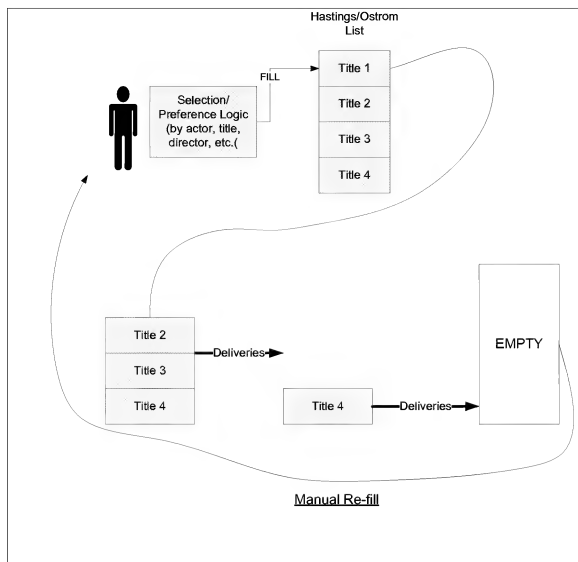 Hastings/Ostrom
List
FILL
Selection/
Preference Logic
(by actor, title,
director, etc.(
Title 1
Title 2
Title 3
Title 4
Title 2
Title 3
Title 4
Deliveries
Title 4
Deliveries
EMPTY
Manual Re-fill